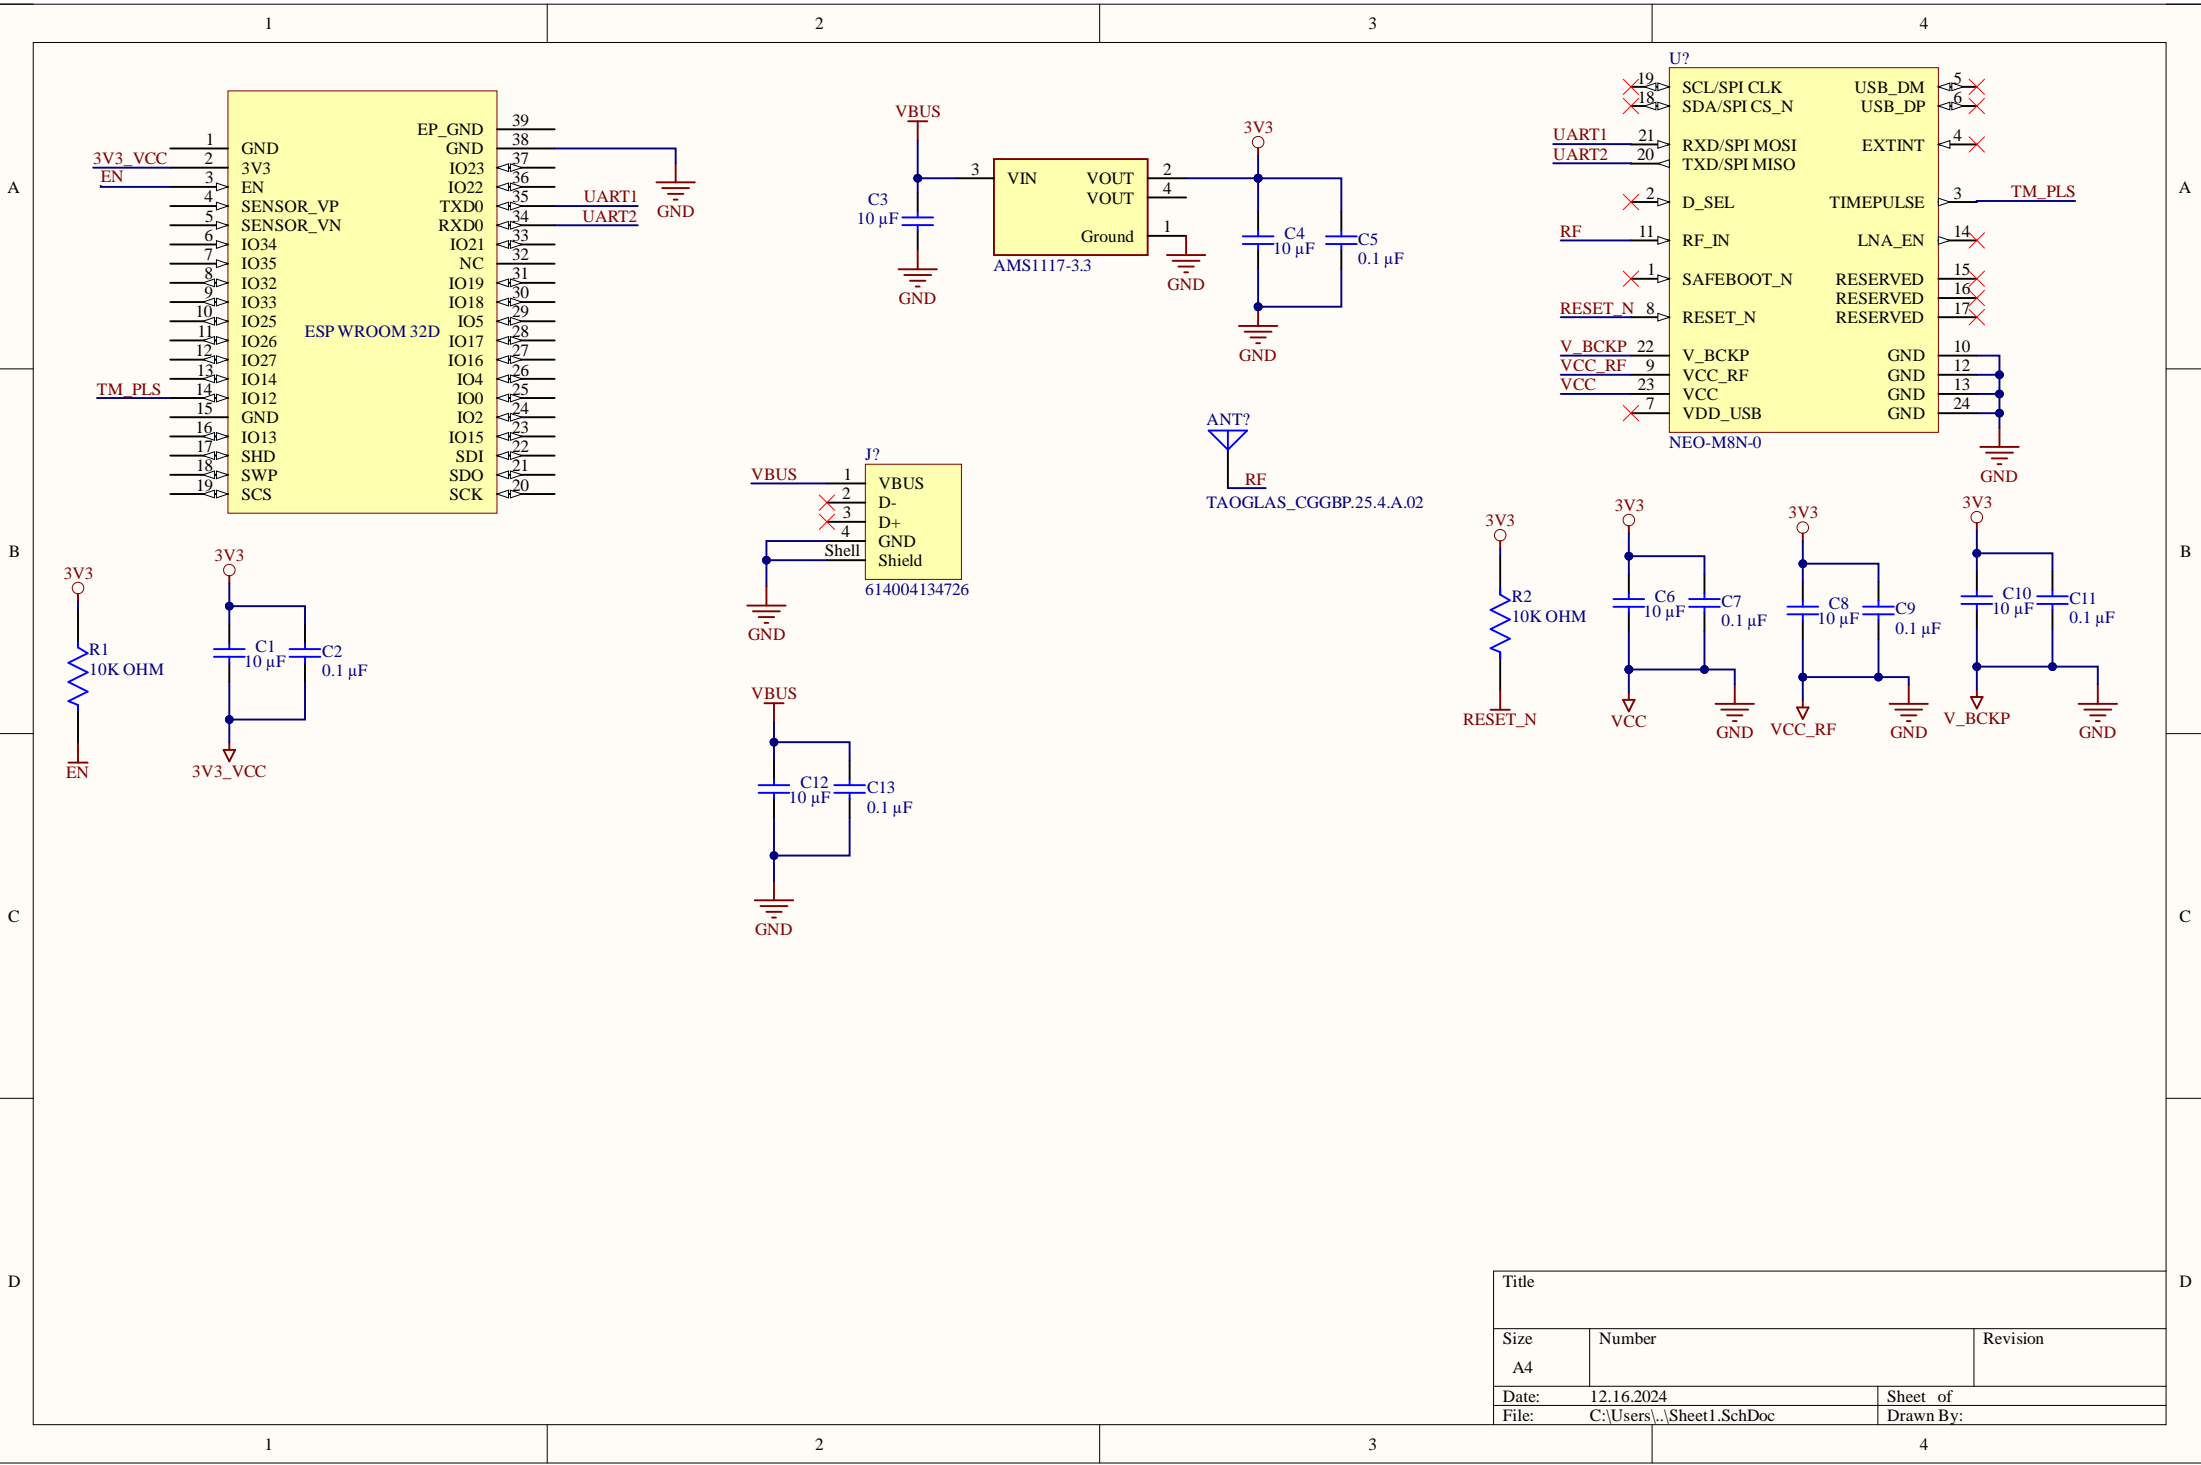 1 2 3 4
A
B
C
D
ESP WROOM 32D
1 GND
2 3V3
3 EN
4 SENSOR_VP
5 SENSOR_VN
6 IO34
7 IO35
8 IO32
9 IO33
10 IO25
11 IO26
12 IO27
13 IO14
14 IO12
15 GND
16 IO13
17 SHD
18 SWP
19 SCS
EP_GND 39
GND 38
IO23 37
IO22 36
TXD0 35
RXD0 34
IO21 33
NC 32
IO19 31
IO18 30
IO5 29
IO17 28
IO16 27
IO4 26
IO0 25
IO2 24
IO15 23
SDI 22
SDO 21
SCK 20
3V3_VCC
EN
TM_PLS
UART1
UART2
GND
3V3
R1
10K OHM
EN
3V3
C1
10 µF
C2
0.1 µF
3V3_VCC
VBUS
C3
10 µF
GND
3 VIN
VOUT 2
VOUT 4
Ground 1
AMS1117-3.3
GND
3V3
C4
10 µF
C5
0.1 µF
GND
J?
VBUS
1 VBUS
2 D-
3 D+
4 GND
Shell Shield
614004134726
GND
VBUS
C12
10 µF
C13
0.1 µF
GND
ANT?
RF
TAOGLAS_CGGBP.25.4.A.02
U?
19 SCL/SPI CLK
18 SDA/SPI CS_N
UART1 21 RXD/SPI MOSI
UART2 20 TXD/SPI MISO
2 D_SEL
RF 11 RF_IN
1 SAFEBOOT_N
RESET_N 8 RESET_N
V_BCKP 22 V_BCKP
VCC_RF 9 VCC_RF
VCC 23 VCC
7 VDD_USB
USB_DM 5
USB_DP 6
EXTINT 4
TIMEPULSE 3 TM_PLS
LNA_EN 14
RESERVED 15
RESERVED 16
RESERVED 17
GND 10
GND 12
GND 13
GND 24
NEO-M8N-0
GND
3V3
R2
10K OHM
RESET_N
3V3
C6
10 µF
C7
0.1 µF
VCC
GND
3V3
C8
10 µF
C9
0.1 µF
VCC_RF
GND
3V3
C10
10 µF
C11
0.1 µF
V_BCKP
GND
Title
Size Number Revision
A4
Date: 12.16.2024 Sheet of
File: C:\Users\..\Sheet1.SchDoc Drawn By:
A
B
C
D
1 2 3 4